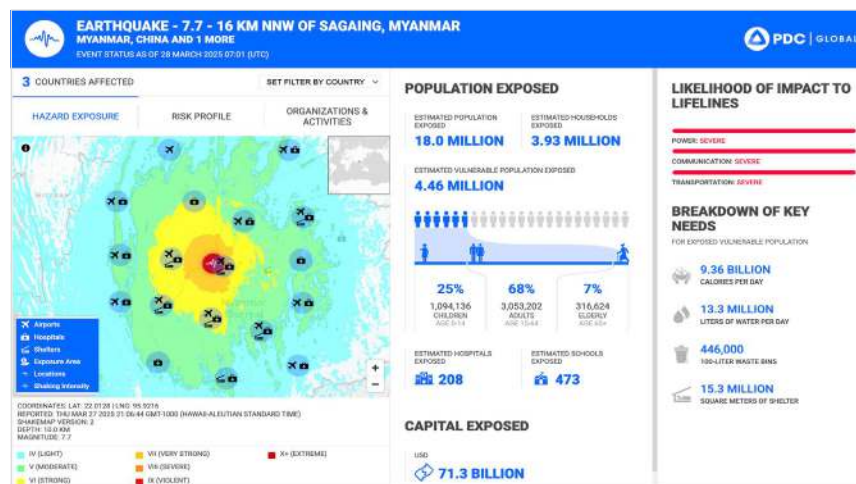 EARTHQUAKE - 7.7 - 16 KM NNW OF SAGAING, MYANMAR
MYANMAR, CHINA AND 1 MORE
EVENT STATUS AS OF 28 MARCH 2025 07:01 (UTC)
PDC | GLOBAL
3 COUNTRIES AFFECTED
SET FILTER BY COUNTRY
HAZARD EXPOSURE
RISK PROFILE
ORGANIZATIONS &
ACTIVITIES
Airports
Hospitals
Shelters
Exposure Area
Locations
Shaking Intensity
+
−
COORDINATES: LAT: 22.0128 | LNG: 95.9216
REPORTED: THU MAR 27 2025 21:06:44 GMT-1000 (HAWAII-ALEUTIAN STANDARD TIME)
SHAKEMAP VERSION: 2
DEPTH: 10.0 KM
MAGNITUDE: 7.7
IV (LIGHT)
V (MODERATE)
VI (STRONG)
VII (VERY STRONG)
VIII (SEVERE)
IX (VIOLENT)
X+ (EXTREME)
POPULATION EXPOSED
ESTIMATED POPULATION
EXPOSED
18.0 MILLION
ESTIMATED HOUSEHOLDS
EXPOSED
3.93 MILLION
ESTIMATED VULNERABLE POPULATION EXPOSED
4.46 MILLION
25%
1,094,136
CHILDREN
AGE 0-14
68%
3,053,202
ADULTS
AGE 15-64
7%
316,624
ELDERLY
AGE 65+
ESTIMATED HOSPITALS
EXPOSED
208
ESTIMATED SCHOOLS
EXPOSED
473
CAPITAL EXPOSED
USD
71.3 BILLION
LIKELIHOOD OF IMPACT TO
LIFELINES
POWER: SEVERE
COMMUNICATION: SEVERE
TRANSPORTATION: SEVERE
BREAKDOWN OF KEY
NEEDS
FOR EXPOSED VULNERABLE POPULATION
9.36 BILLION
CALORIES PER DAY
13.3 MILLION
LITERS OF WATER PER DAY
446,000
100-LITER WASTE BINS
15.3 MILLION
SQUARE METERS OF SHELTER